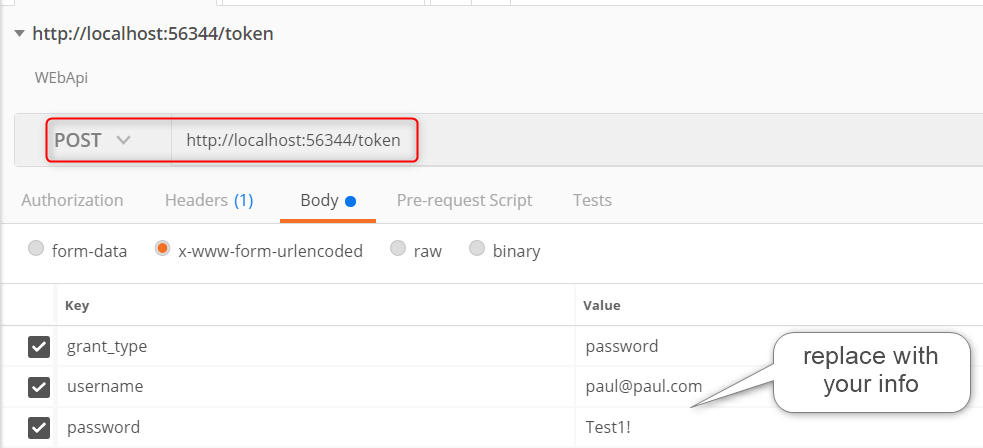 http://localhost:56344/token
WEbApi
POST http://localhost:56344/token
Authorization Headers (1) Body Pre-request Script Tests
form-data x-www-form-urlencoded raw binary
Key Value
grant_type password
username paul@paul.com
password Test1!
replace with
your info